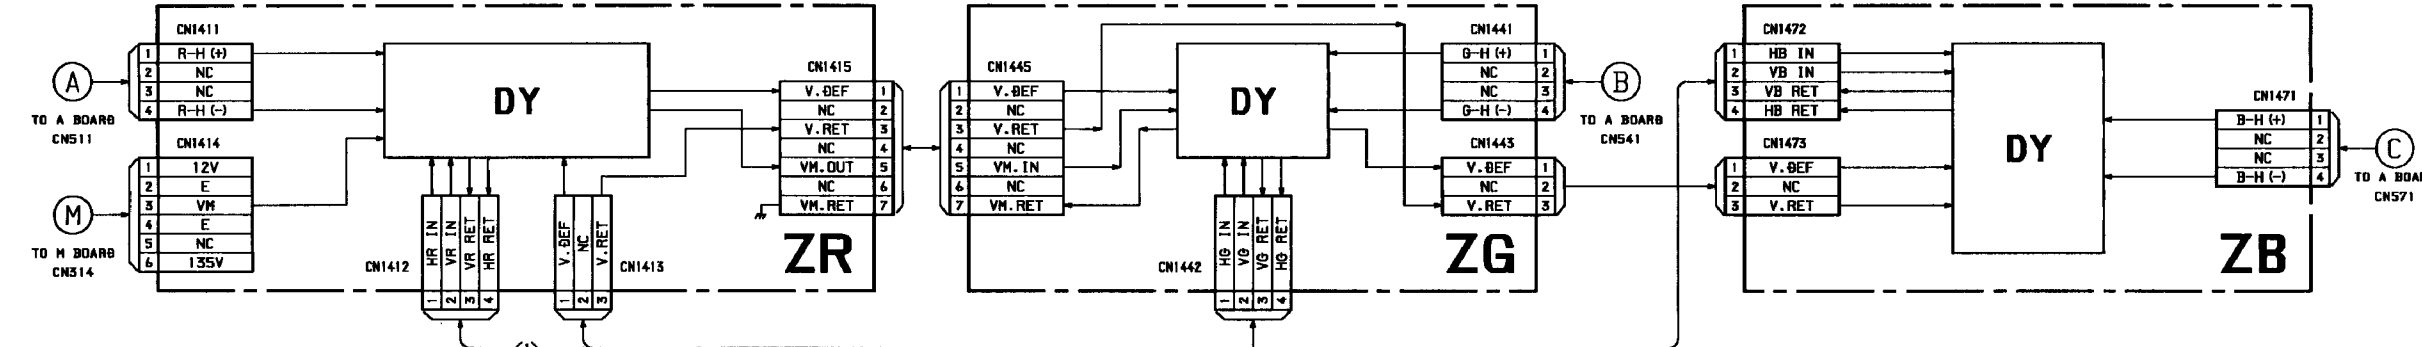 CN1411
1 R-H (+)
2 NC
3 NC
4 R-H (-)
A
TO A BOARD
CN511
CN1414
1 12V
2 E
3 VM
4 E
5 NC
6 135V
M
TO M BOARD
CN314
DY
CN1415
V.DEF 1
NC 2
V.RET 3
NC 4
VM.OUT 5
NC 6
VM.RET 7
CN1412
HR IN 1
VR IN 2
VR RET 3
HR RET 4
V.DEF 1
NC 2
V.RET 3
CN1413
ZR
CN1445
1 V.DEF
2 NC
3 V.RET
4 NC
5 VM.IN
6 NC
7 VM.RET
DY
CN1441
G-H (+) 1
NC 2
NC 3
G-H (-) 4
B
TO A BOARD
CN541
CN1443
V.DEF 1
NC 2
V.RET 3
CN1442
HG IN 1
VG IN 2
VG RET 3
HG RET 4
ZG
CN1472
1 HB IN
2 VB IN
3 VB RET
4 HB RET
CN1473
1 V.DEF
2 NC
3 V.RET
DY
CN1471
B-H (+) 1
NC 2
NC 3
B-H (-) 4
C
TO A BOA
CN571
ZB